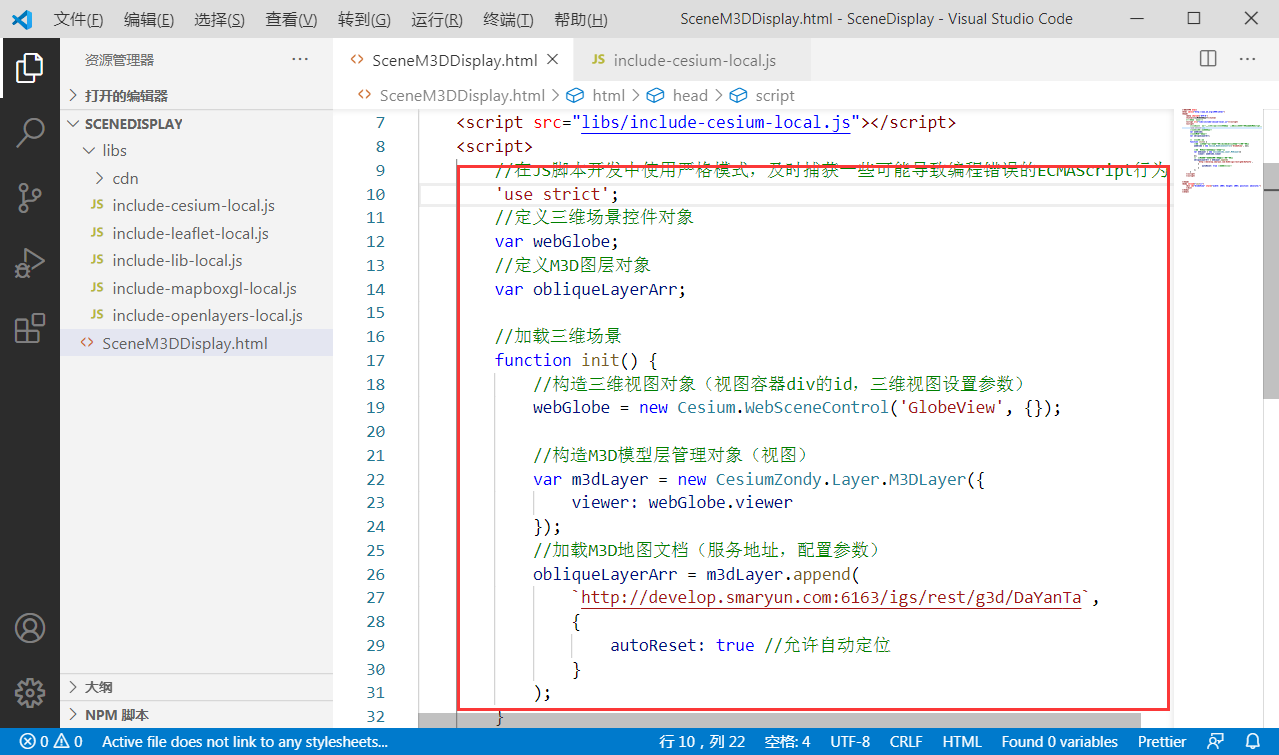 文件(F) 编辑(E) 选择(S) 查看(V) 转到(G) 运行(R) 终端(T) 帮助(H) SceneM3DDisplay.html - SceneDisplay - Visual Studio Code
资源管理器 ···
打开的编辑器
SCENEDISPLAY
libs
cdn
JS include-cesium-local.js
JS include-leaflet-local.js
JS include-lib-local.js
JS include-mapboxgl-local.js
JS include-openlayers-local.js
<> SceneM3DDisplay.html
大纲
NPM 脚本
<> SceneM3DDisplay.html × JS include-cesium-local.js ···
<> SceneM3DDisplay.html > html > head > script
7 <script src="libs/include-cesium-local.js"></script>
8 <script>
9 //在JS脚本开发中使用严格模式，及时捕获一些可能导致编程错误的ECMAScript行为
10 'use strict';
11 //定义三维场景控件对象
12 var webGlobe;
13 //定义M3D图层对象
14 var obliqueLayerArr;
15
16 //加载三维场景
17 function init() {
18 //构造三维视图对象（视图容器div的id，三维视图设置参数）
19 webGlobe = new Cesium.WebSceneControl('GlobeView', {});
20
21 //构造M3D模型层管理对象（视图）
22 var m3dLayer = new CesiumZondy.Layer.M3DLayer({
23 viewer: webGlobe.viewer
24 });
25 //加载M3D地图文档（服务地址，配置参数）
26 obliqueLayerArr = m3dLayer.append(
27 `http://develop.smaryun.com:6163/igs/rest/g3d/DaYanTa`,
28 {
29 autoReset: true //允许自动定位
30 }
31 );
32 }
0 0 Active file does not link to any stylesheets... 行 10，列 22 空格: 4 UTF-8 CRLF HTML Found 0 variables Prettier